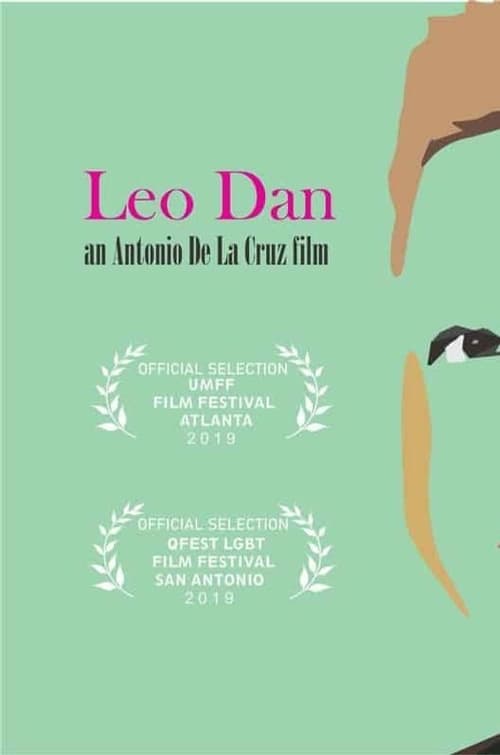 Leo Dan
an Antonio De La Cruz film
OFFICIAL SELECTION
UMFF
FILM FESTIVAL
ATLANTA
2019
OFFICIAL SELECTION
QFEST LGBT
FILM FESTIVAL
SAN ANTONIO
2019